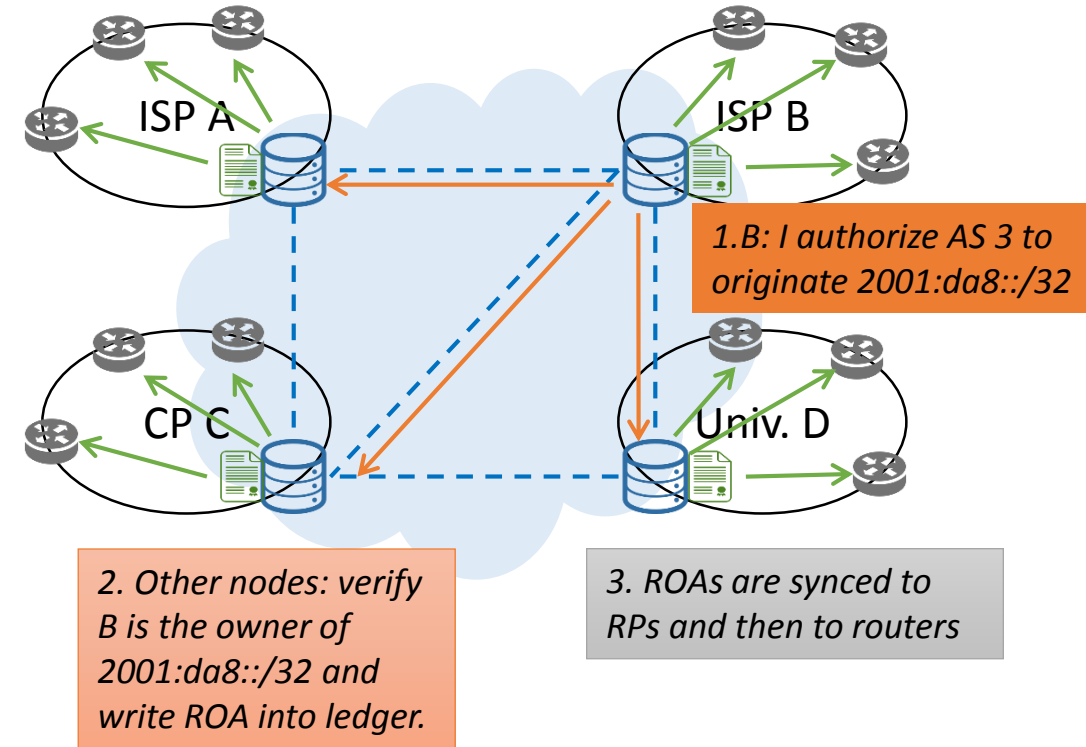 ISP A
ISP B
1.B: I authorize AS 3 to
originate 2001:da8::/32
CP C
Univ. D
2. Other nodes: verify
B is the owner of
2001:da8::/32 and
write ROA into ledger.
3. ROAs are synced to
RPs and then to routers